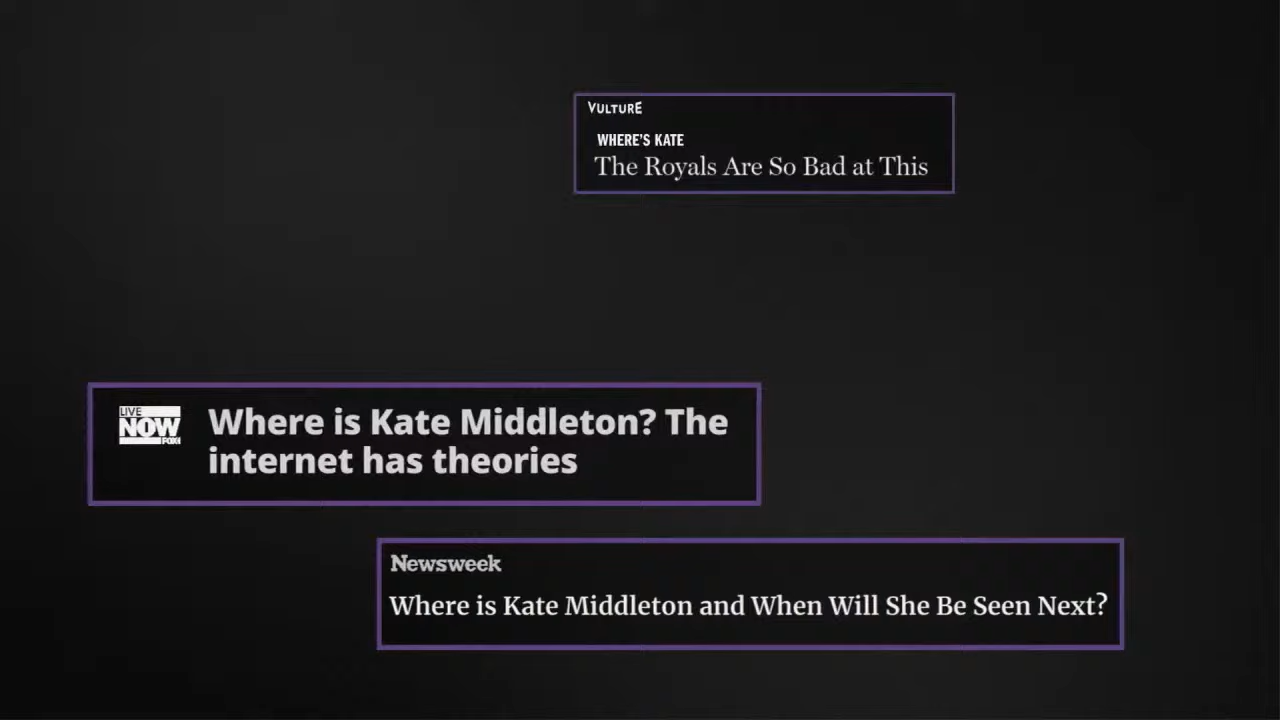 VULTURE
WHERE'S KATE
The Royals Are So Bad at This
LIVE
NOW
FOX
Where is Kate Middleton? The
internet has theories
Newsweek
Where is Kate Middleton and When Will She Be Seen Next?